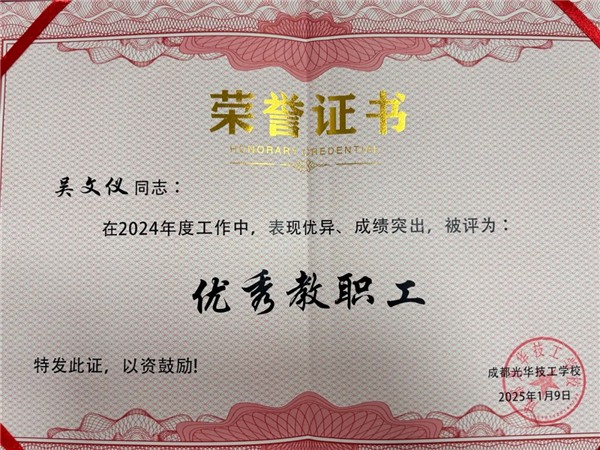 荣誉证书
HONORARY CREDENTIAL
吴文仪同志：
在2024年度工作中，表现优异、成绩突出，被评为：
优秀教职工
特发此证，以资鼓励!
成都光华技工学校
2025年1月9日